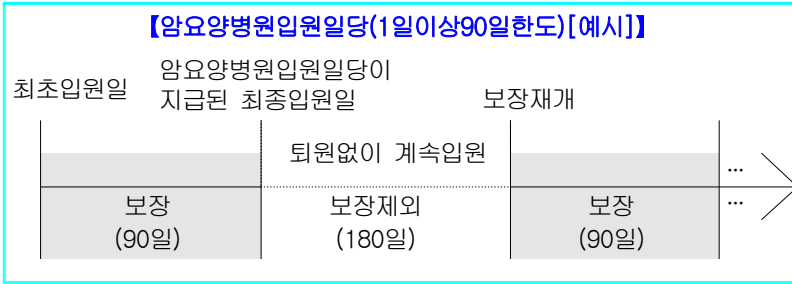 【암요양병원입원일당(1일이상90일한도)[예시]】
최초입원일
암요양병원입원일당이
지급된 최종입원일
보장재개
퇴원없이 계속입원
...
보장
(90일)
보장제외
(180일)
보장
(90일)
...